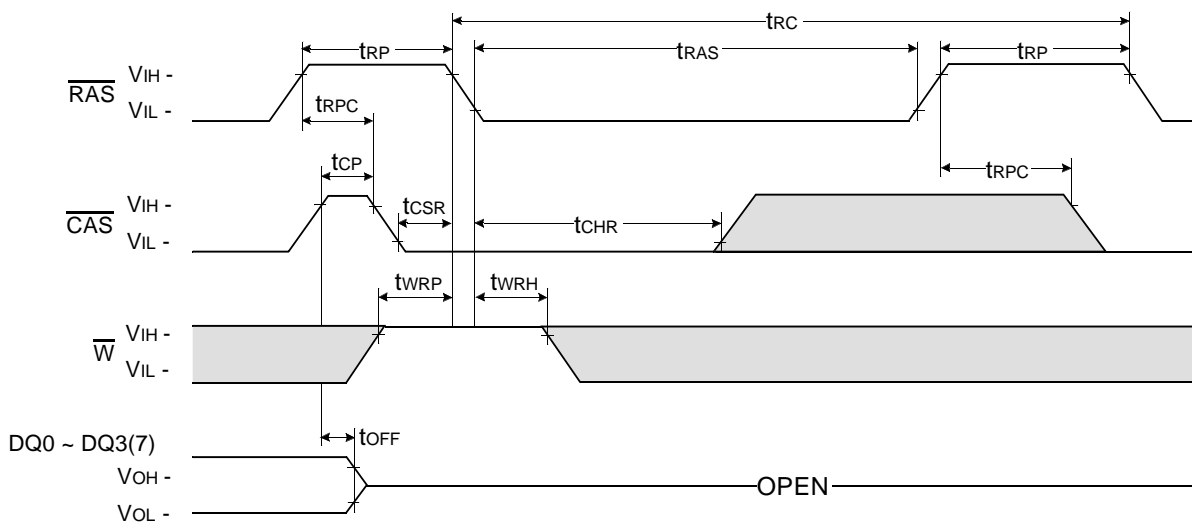 tRC
tRP
tRAS
tRP
RAS
VIH -
VIL -
tRPC
tCP
tRPC
CAS
VIH -
VIL -
tCSR
tCHR
tWRP
tWRH
W
VIH -
VIL -
tOFF
DQ0 ~ DQ3(7)
VOH -
VOL -
OPEN